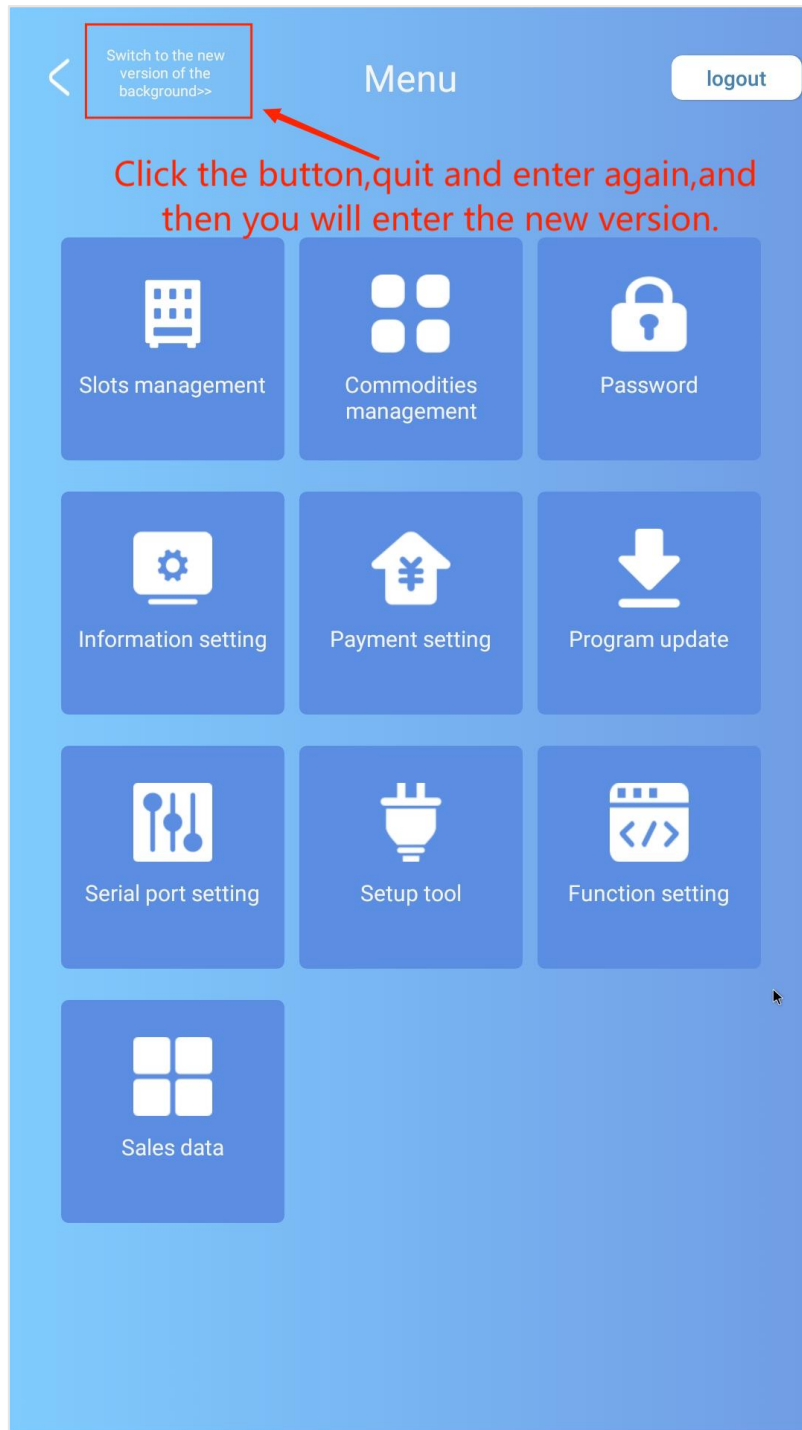 Switch to the new
version of the
background>>
Menu
logout
Click the button,quit and enter again,and
then you will enter the new version.
Slots management
Commodities
management
Password
Information setting
Payment setting
Program update
Serial port setting
Setup tool
Function setting
Sales data